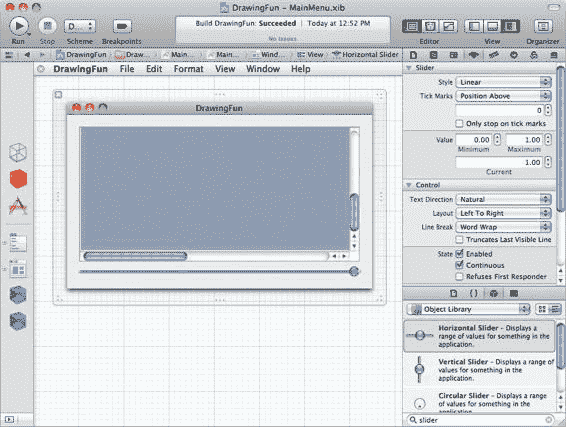 DrawingFun – MainMenu.xib
Build DrawingFun: Succeeded | Today at 12:52 PM
No Issues
Run Stop Scheme Breakpoints Editor View Organizer
D...
DrawingFun Draw... Main... Main... Wind... View Horizontal Slider
DrawingFun File Edit Format View Window Help
DrawingFun
Slider
Style Linear
Tick Marks Position Above
0
Only stop on tick marks
Value 0.00 1.00
Minimum Maximum
1.00
Current
Control
Text Direction Natural
Layout Left To Right
Line Break Word Wrap
Truncates Last Visible Line
State Enabled
Continuous
Refuses First Responder
Object Library
Horizontal Slider – Displays a
range of values for something in the
application.
Vertical Slider – Displays a range of
values for something in the
application.
Circular Slider – Displays a range
of values for something in the
slider